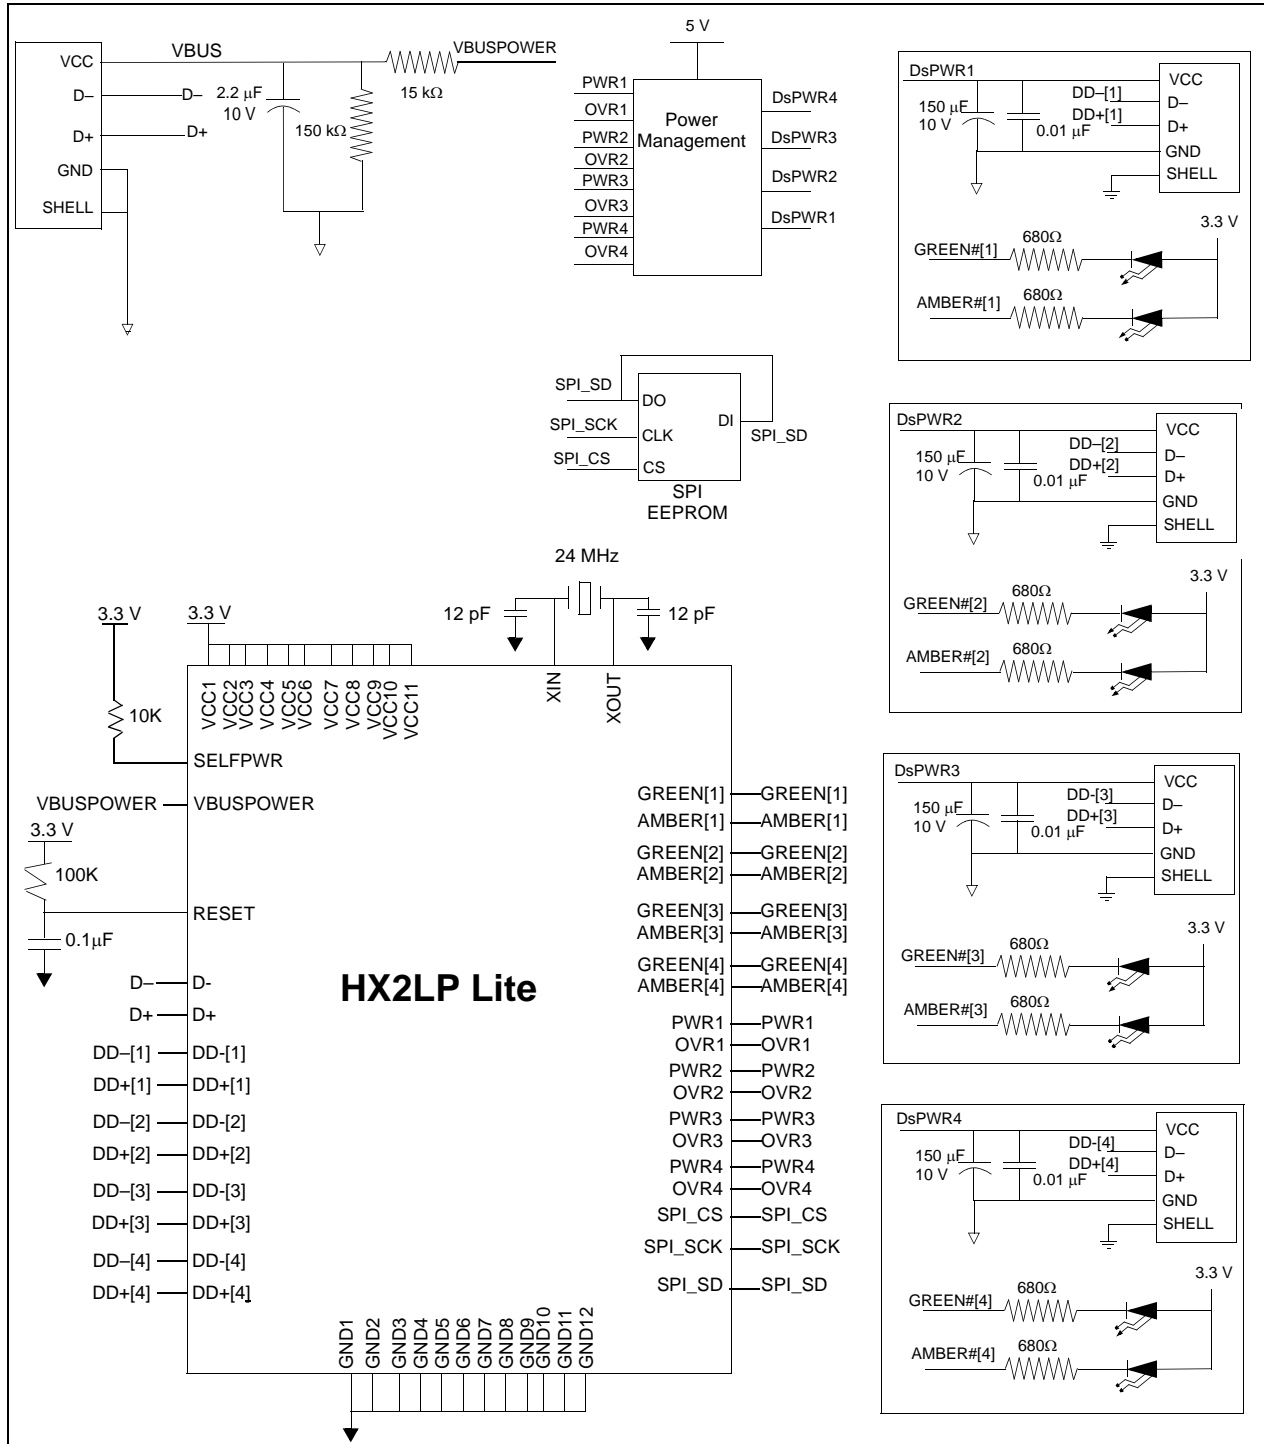 VCC
D–
D+
GND
SHELL
VBUS
D–
D+
2.2 µF
10 V
150 kΩ
15 kΩ
VBUSPOWER
5 V
PWR1
OVR1
PWR2
OVR2
PWR3
OVR3
PWR4
OVR4
Power
Management
DsPWR4
DsPWR3
DsPWR2
DsPWR1
SPI_SD
SPI_SCK
SPI_CS
DO
CLK
CS
DI
SPI_SD
SPI
EEPROM
DsPWR1
150 µF
10 V
0.01 µF
DD–[1]
DD+[1]
VCC
D–
D+
GND
SHELL
3.3 V
680Ω
GREEN#[1]
680Ω
AMBER#[1]
DsPWR2
150 µF
10 V
0.01 µF
DD–[2]
DD+[2]
VCC
D–
D+
GND
SHELL
3.3 V
680Ω
GREEN#[2]
680Ω
AMBER#[2]
DsPWR3
150 µF
10 V
0.01 µF
DD-[3]
DD+[3]
VCC
D–
D+
GND
SHELL
3.3 V
680Ω
GREEN#[3]
680Ω
AMBER#[3]
DsPWR4
150 µF
10 V
0.01 µF
DD-[4]
DD+[4]
VCC
D–
D+
GND
SHELL
3.3 V
680Ω
GREEN#[4]
680Ω
AMBER#[4]
24 MHz
12 pF
12 pF
3.3 V
3.3 V
10K
VCC1
VCC2
VCC3
VCC4
VCC5
VCC6
VCC7
VCC8
VCC9
VCC10
VCC11
XIN
XOUT
SELFPWR
VBUSPOWER
VBUSPOWER
3.3 V
100K
RESET
0.1µF
HX2LP Lite
D– D-
D+ D+
DD–[1] DD-[1]
DD+[1] DD+[1]
DD–[2] DD-[2]
DD+[2] DD+[2]
DD–[3] DD-[3]
DD+[3] DD+[3]
DD–[4] DD-[4]
DD+[4] DD+[4]
GREEN[1] GREEN[1]
AMBER[1] AMBER[1]
GREEN[2] GREEN[2]
AMBER[2] AMBER[2]
GREEN[3] GREEN[3]
AMBER[3] AMBER[3]
GREEN[4] GREEN[4]
AMBER[4] AMBER[4]
PWR1 PWR1
OVR1 OVR1
PWR2 PWR2
OVR2 OVR2
PWR3 PWR3
OVR3 OVR3
PWR4 PWR4
OVR4 OVR4
SPI_CS SPI_CS
SPI_SCK SPI_SCK
SPI_SD SPI_SD
GND1
GND2
GND3
GND4
GND5
GND6
GND7
GND8
GND9
GND10
GND11
GND12